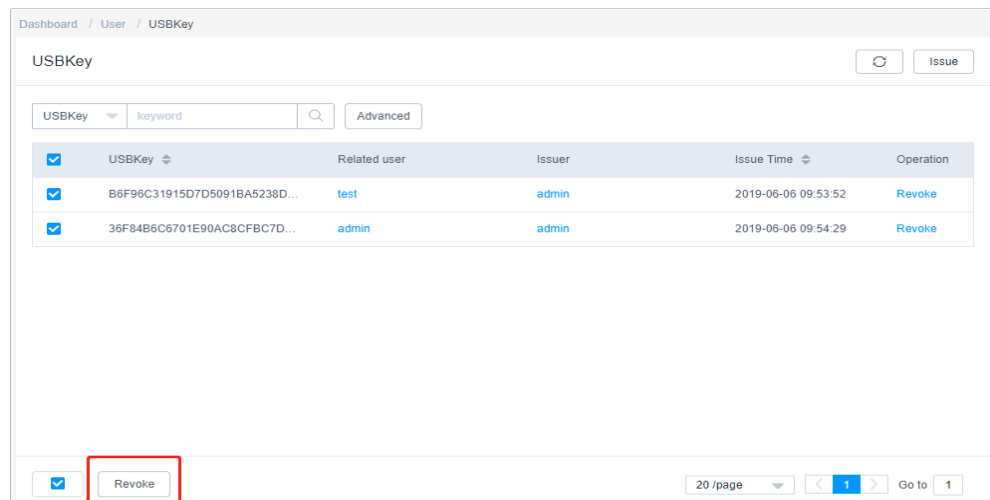 Dashboard / User / USBKey
USBKey Issue
USBKey keyword Advanced
USBKey Related user Issuer Issue Time Operation
B6F96C31915D7D5091BA5238D... test admin 2019-06-06 09:53:52 Revoke
36F84B6C6701E90AC8CFBC7D... admin admin 2019-06-06 09:54:29 Revoke
Revoke 20 /page 1 Go to 1